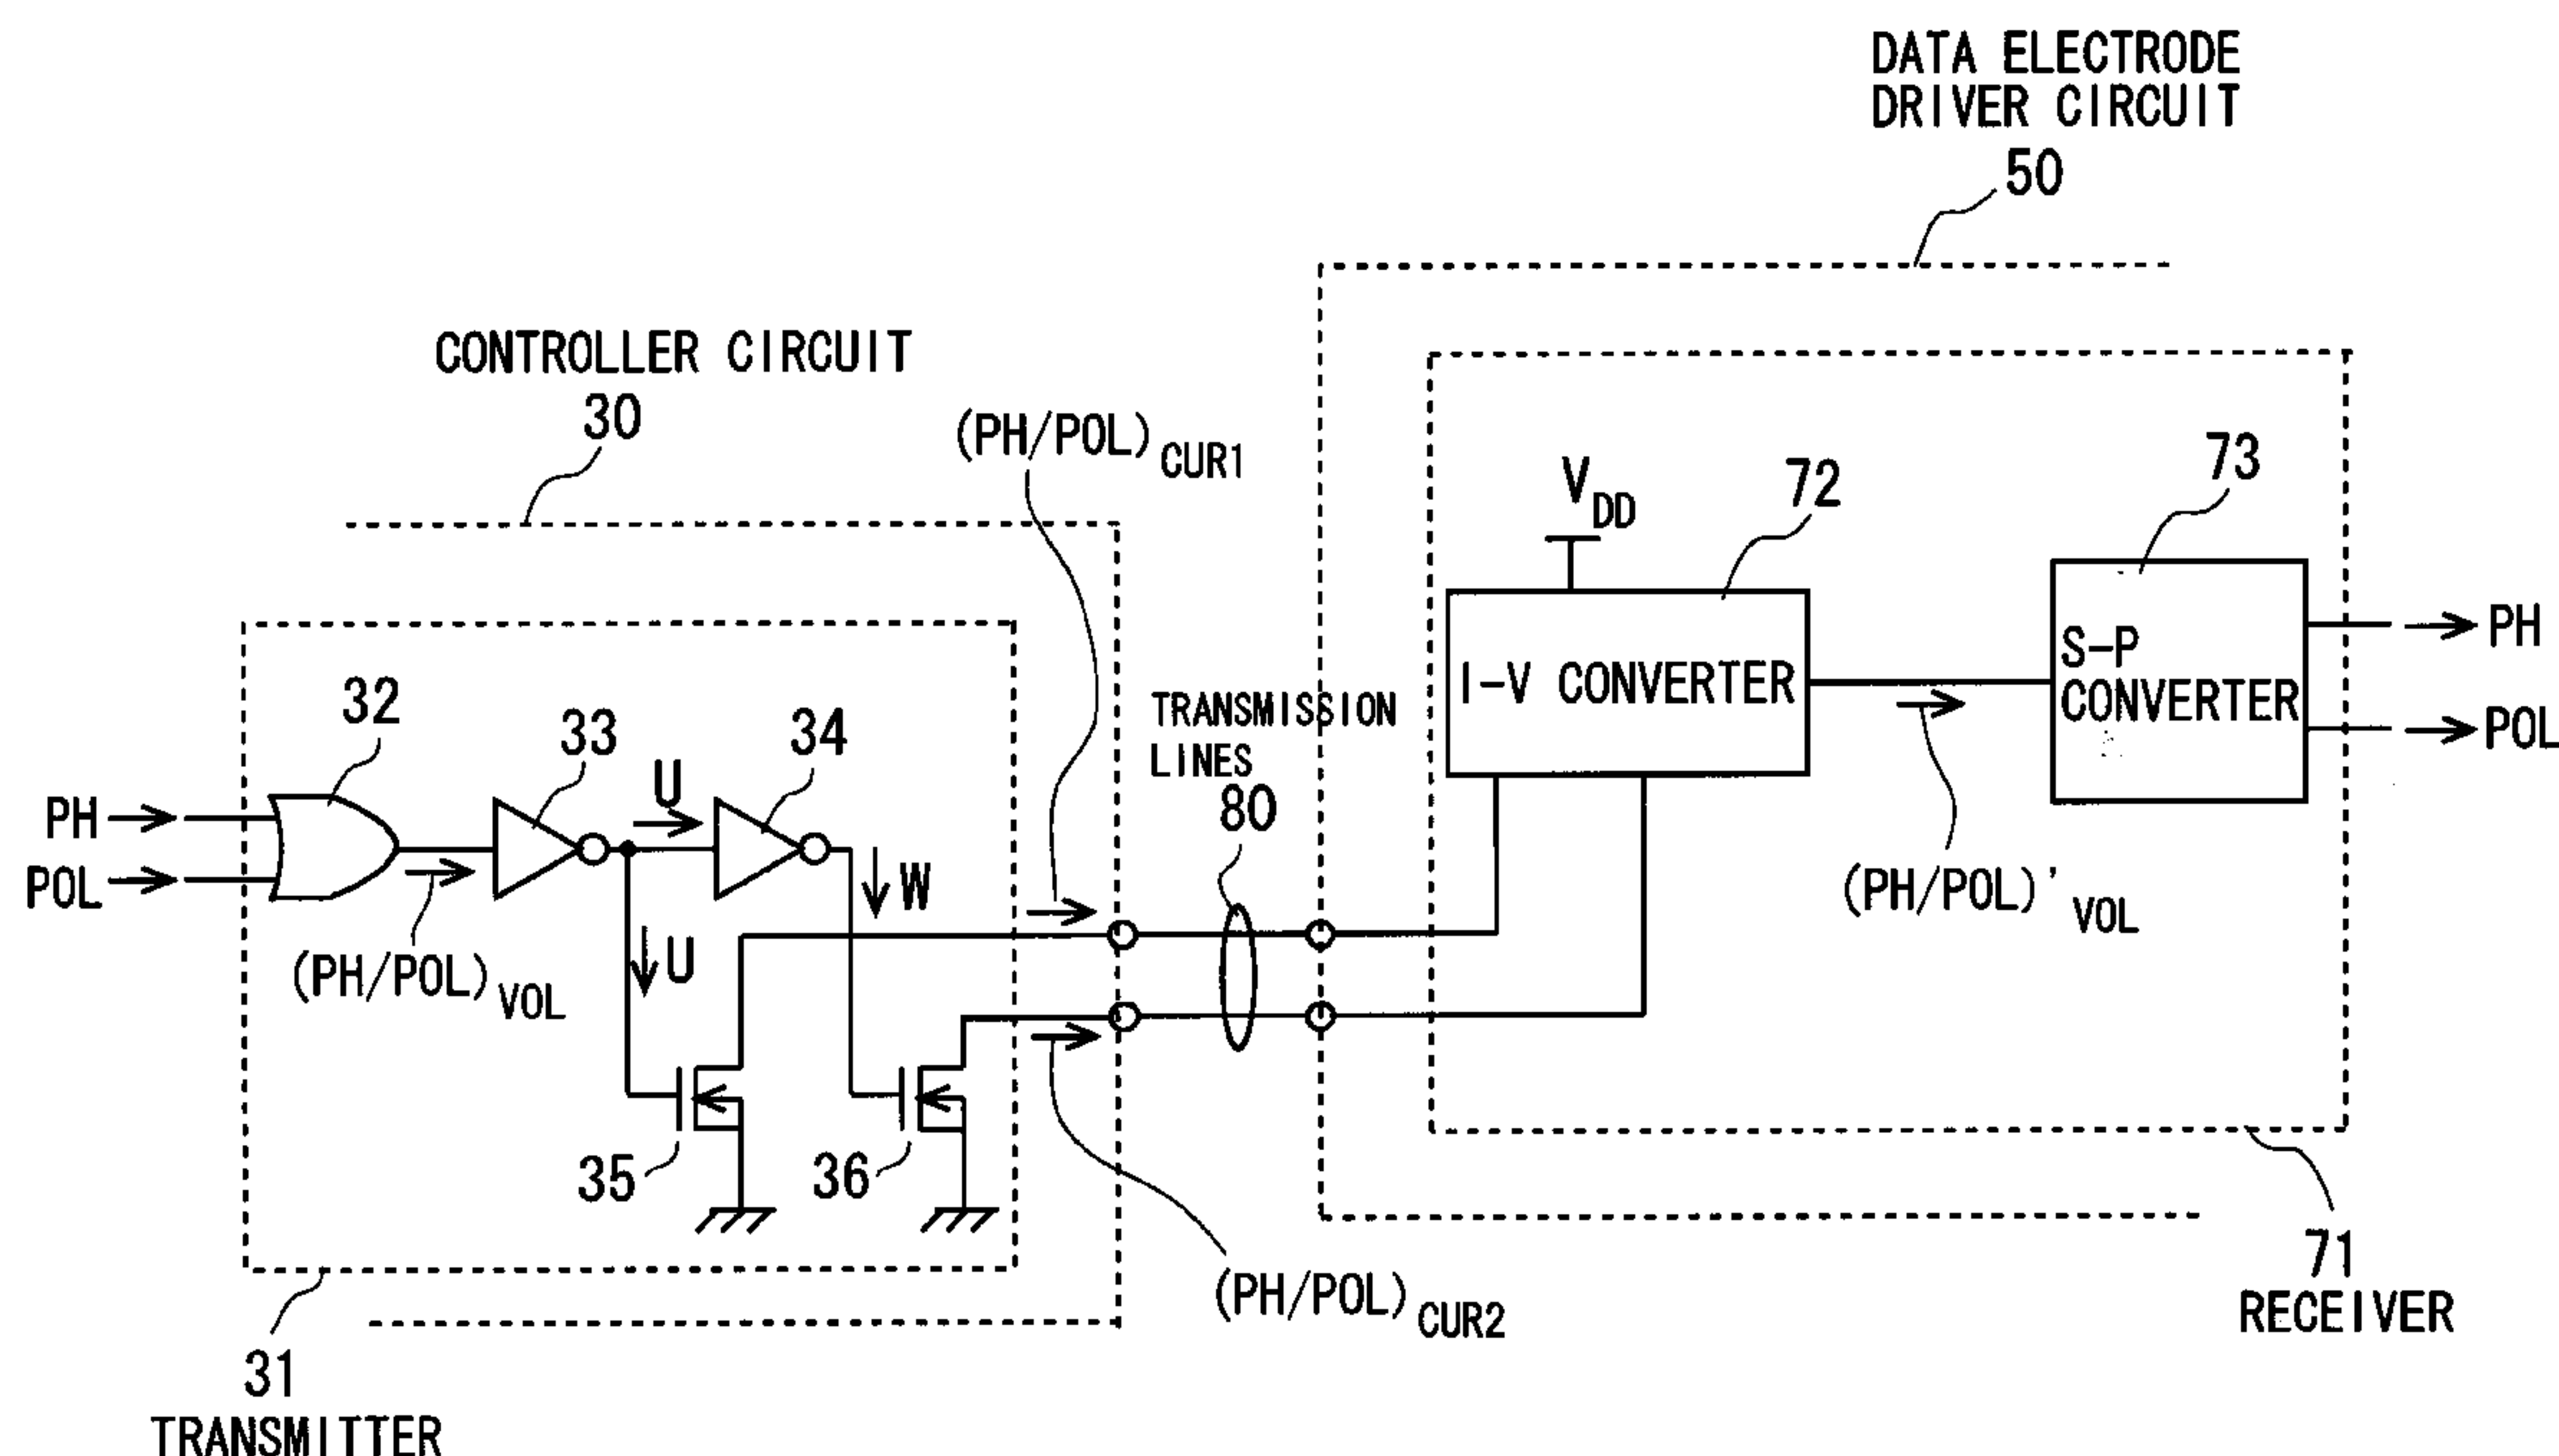 DATA ELECTRODE
DRIVER CIRCUIT
50
CONTROLLER CIRCUIT
30
(PH/POL) CUR1
VDD
72
73
PH
S-P
CONVERTER
I-V CONVERTER
POL
TRANSMISSION
LINES
80
32
33
U
34
PH
POL
W
(PH/POL)'VOL
U
(PH/POL) VOL
35
36
(PH/POL) CUR2
71
RECEIVER
31
TRANSMITTER